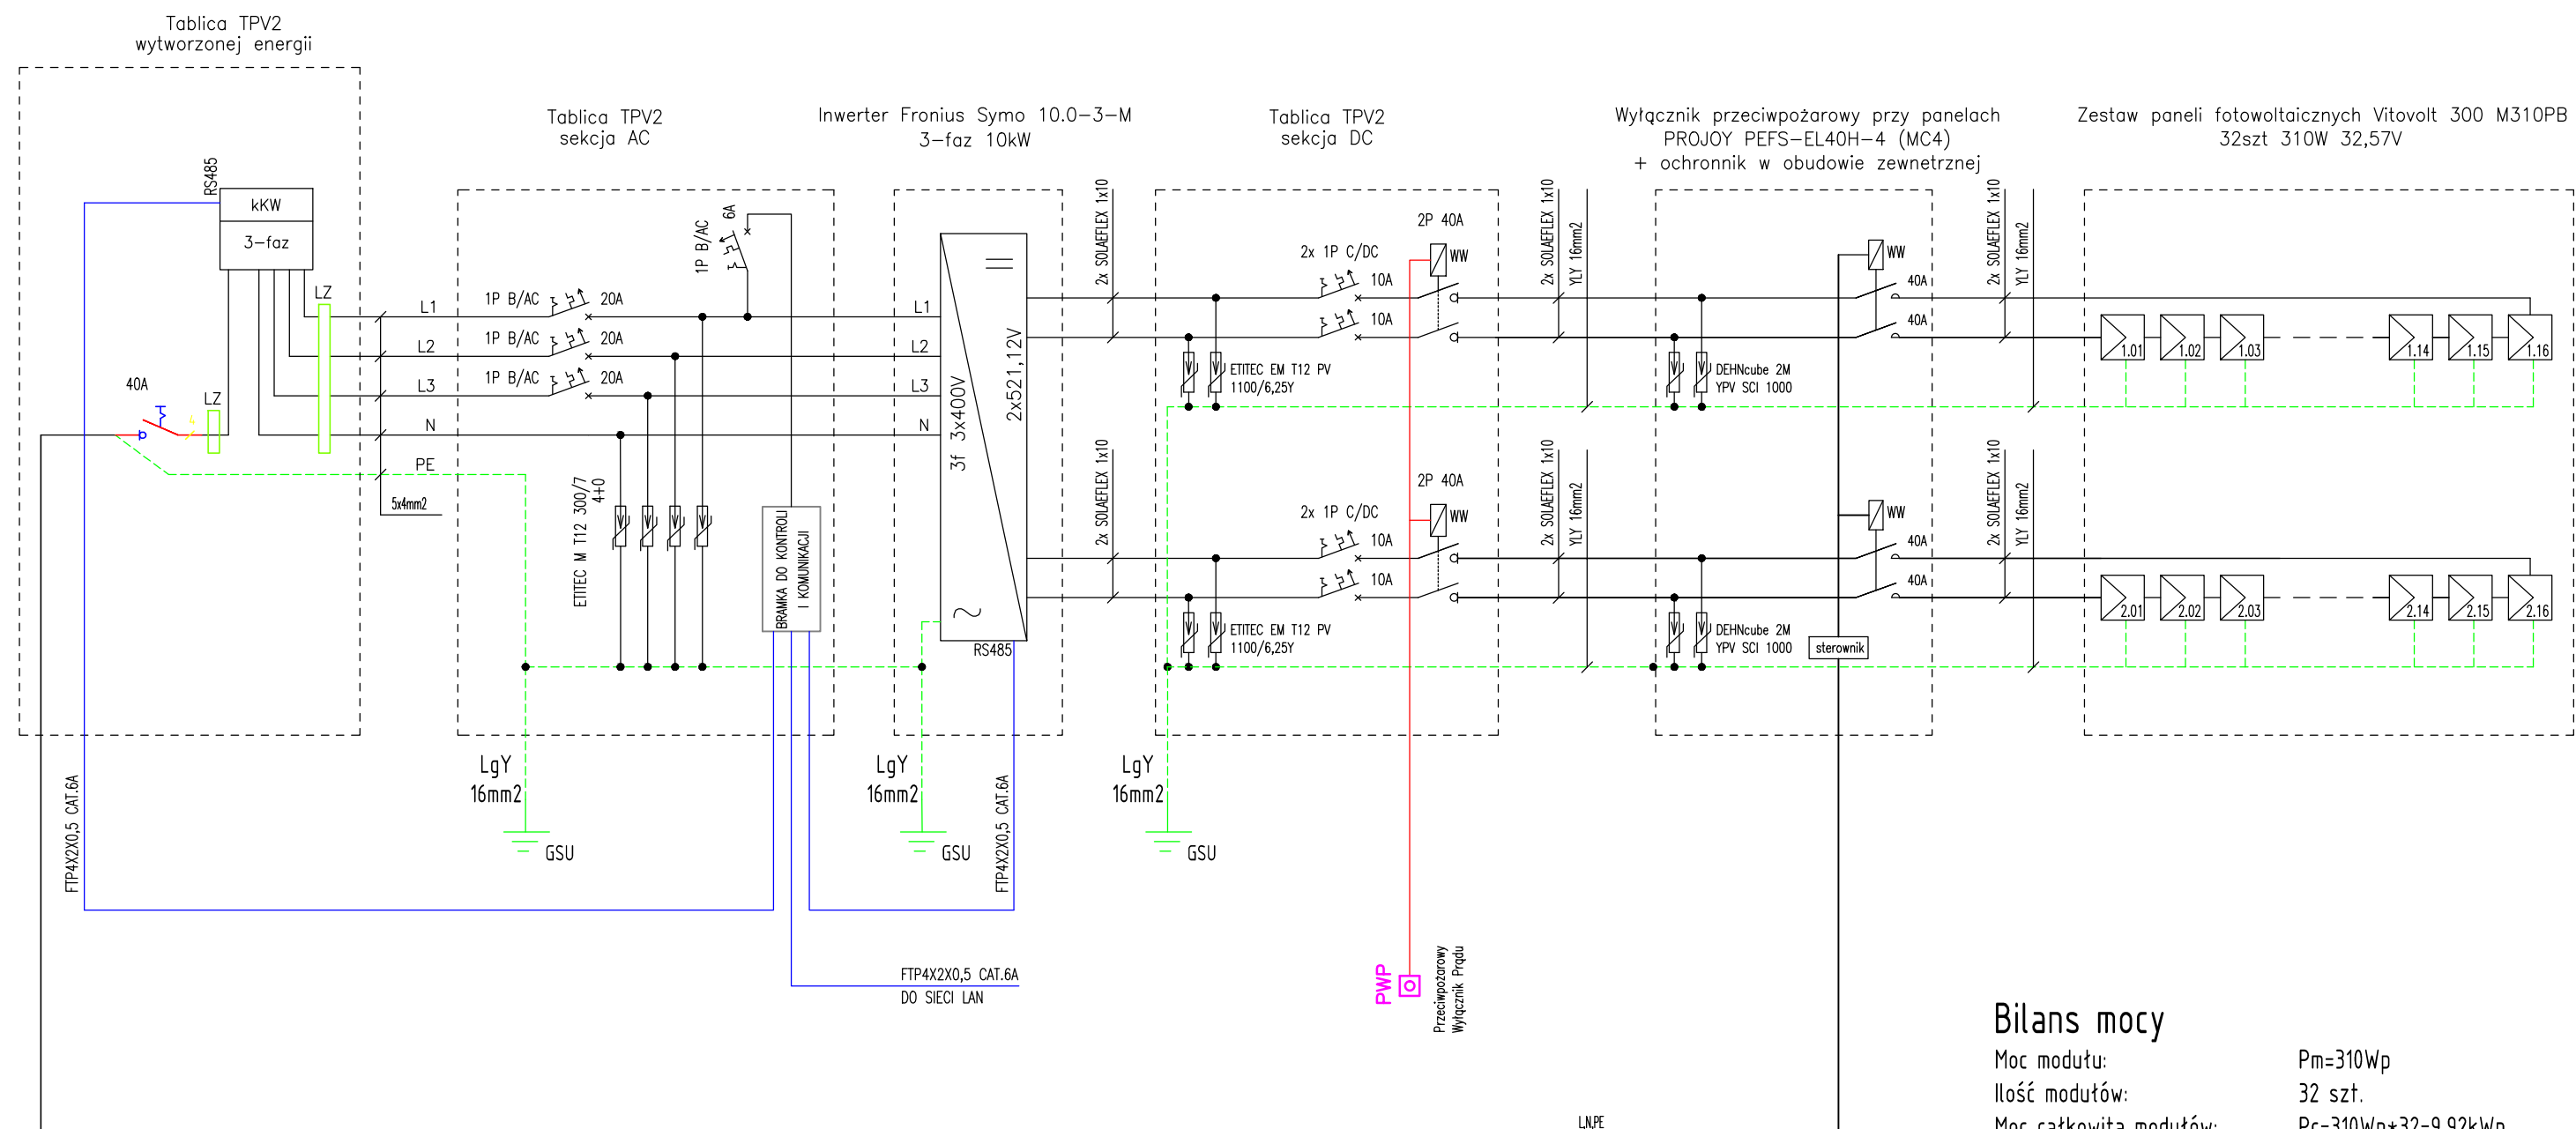 Tablica TPV2
wytworzonej energii
Tablica TPV2
sekcja AC
Inwerter Fronius Symo 10.0-3-M
3-faz 10kW
Tablica TPV2
sekcja DC
Wyłącznik przeciwpożarowy przy panelach
PROJOY PEFS-EL40H-4 (MC4)
+ ochronnik w obudowie zewnetrznej
Zestaw paneli fotowoltaicznych Vitovolt 300 M310PB
32szt 310W 32,57V
RS485
kKW
3-faz
LZ
40A
LZ
L1
L2
L3
N
PE
5x4mm2
1P B/AC
20A
1P B/AC
20A
1P B/AC
20A
1P B/AC
6A
ETITEC M T12 300/7
4+0
BRAMKA DO KONTROLI
I KOMUNIKACJI
L1
L2
L3
N
3f 3x400V
2x521,12V
RS485
2x SOLAEFLEX 1x10
2x 1P C/DC
10A
10A
2P 40A
WW
ETITEC EM T12 PV
1100/6,25Y
2x SOLAEFLEX 1x10
YLY 16mm2
DEHNcube 2M
YPV SCI 1000
WW
40A
40A
2x SOLAEFLEX 1x10
YLY 16mm2
1.01
1.02
1.03
1.14
1.15
1.16
2x SOLAEFLEX 1x10
2x 1P C/DC
10A
10A
2P 40A
WW
ETITEC EM T12 PV
1100/6,25Y
2x SOLAEFLEX 1x10
YLY 16mm2
DEHNcube 2M
YPV SCI 1000
WW
40A
40A
sterownik
2x SOLAEFLEX 1x10
YLY 16mm2
2.01
2.02
2.03
2.14
2.15
2.16
LgY
16mm2
GSU
LgY
16mm2
GSU
LgY
16mm2
GSU
FTP4X2X0,5 CAT.6A
FTP4X2X0,5 CAT.6A
FTP4X2X0,5 CAT.6A
DO SIECI LAN
PWP
Przeciwpożarowy
Wyłącznik Prądu
L,N,PE
Bilans mocy
Moc modułu: Pm=310Wp
Ilość modułów: 32 szt.
Moc całkowita modułów: Pc=310Wp*32=9,92kWp